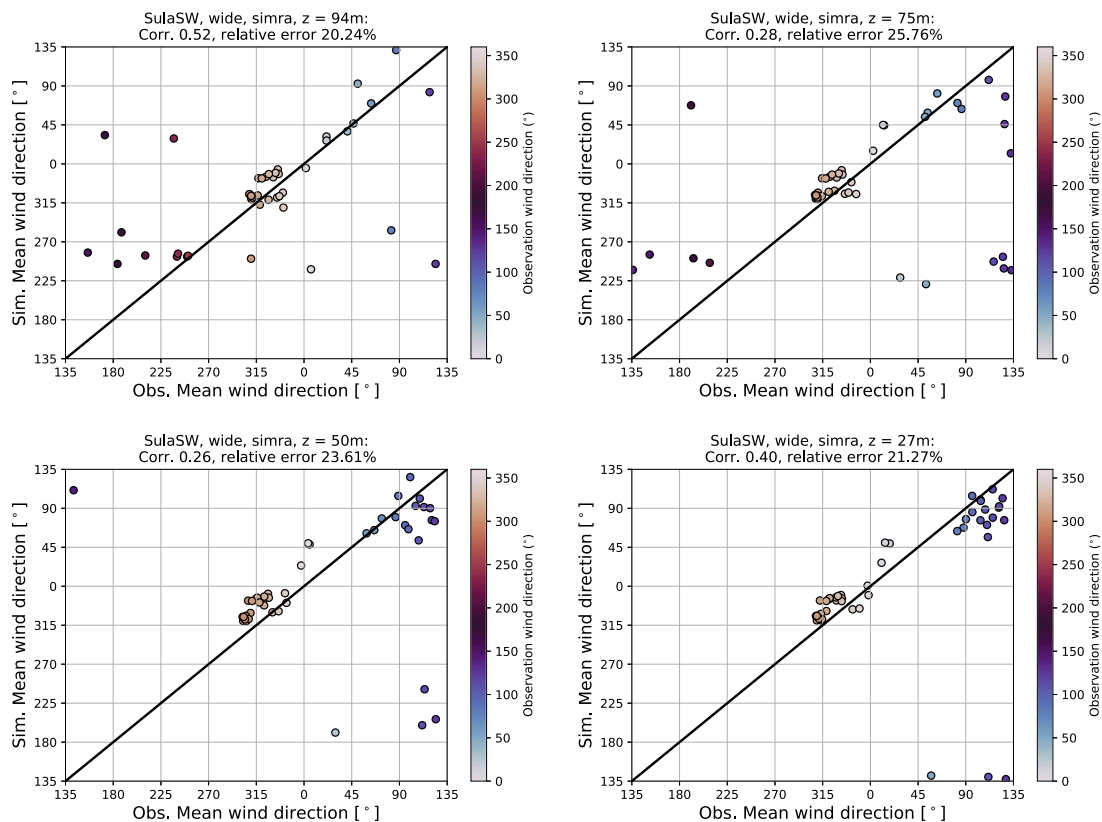 SulaSW, wide, simra, z = 94m:
Corr. 0.52, relative error 20.24%
Sim. Mean wind direction [°]
135
90
45
0
315
270
225
180
135
135 180 225 270 315 0 45 90 135
Obs. Mean wind direction [°]
350
300
250
200
150
100
50
0
Observation wind direction (°)
SulaSW, wide, simra, z = 75m:
Corr. 0.28, relative error 25.76%
Sim. Mean wind direction [°]
135
90
45
0
315
270
225
180
135
135 180 225 270 315 0 45 90 135
Obs. Mean wind direction [°]
350
300
250
200
150
100
50
0
Observation wind direction (°)
SulaSW, wide, simra, z = 50m:
Corr. 0.26, relative error 23.61%
Sim. Mean wind direction [°]
135
90
45
0
315
270
225
180
135
135 180 225 270 315 0 45 90 135
Obs. Mean wind direction [°]
350
300
250
200
150
100
50
0
Observation wind direction (°)
SulaSW, wide, simra, z = 27m:
Corr. 0.40, relative error 21.27%
Sim. Mean wind direction [°]
135
90
45
0
315
270
225
180
135
135 180 225 270 315 0 45 90 135
Obs. Mean wind direction [°]
350
300
250
200
150
100
50
0
Observation wind direction (°)